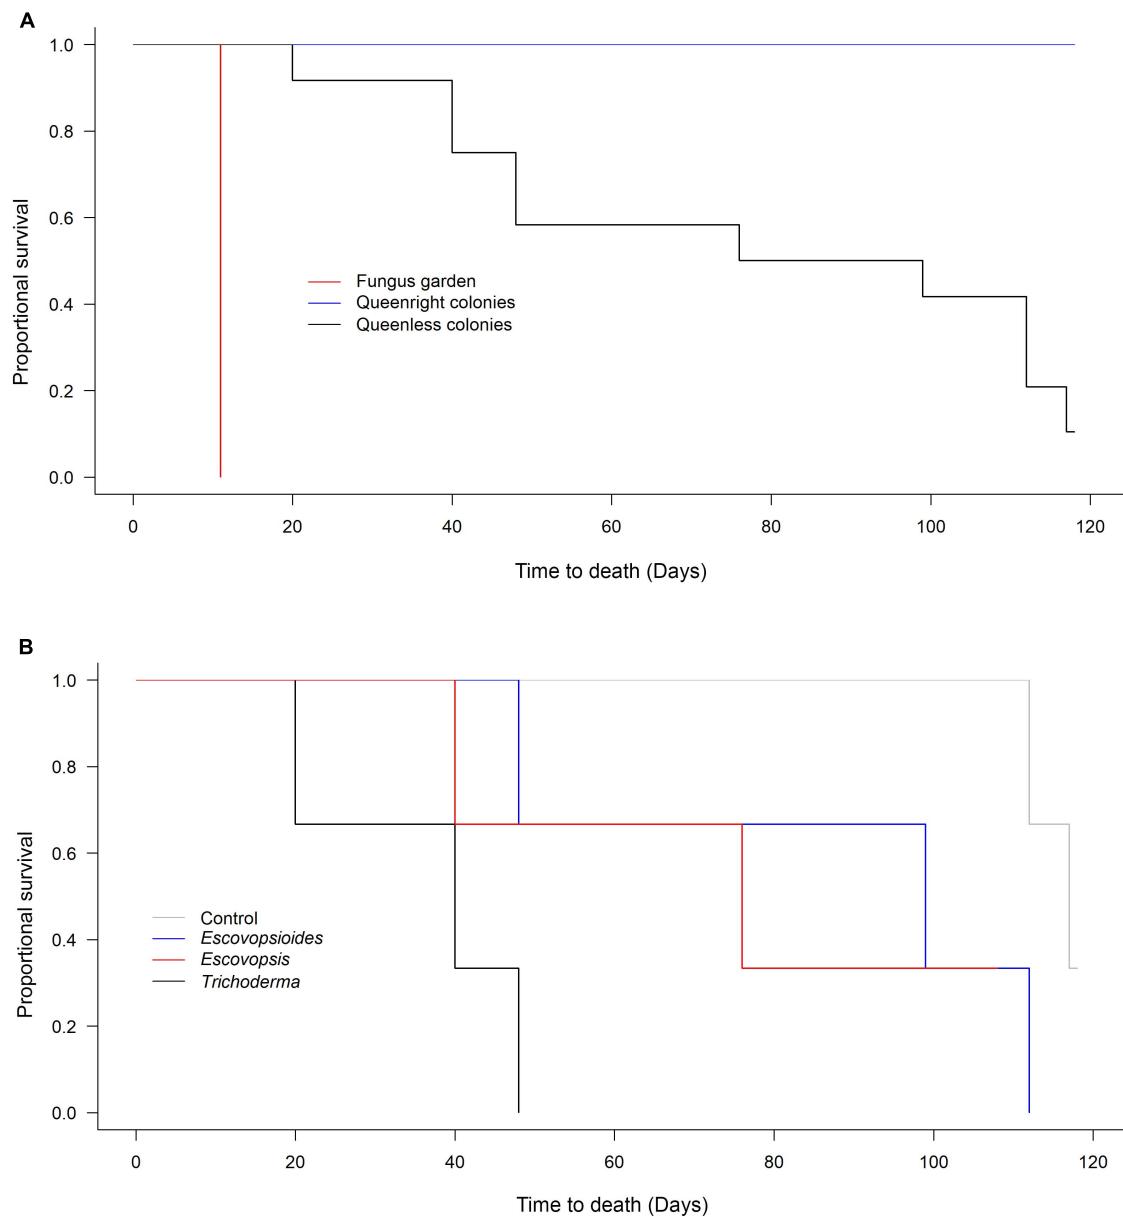 A
Proportional survival
1.0
0.8
0.6
0.4
0.2
0.0
Fungus garden
Queenright colonies
Queenless colonies
0 20 40 60 80 100 120
Time to death (Days)
B
Proportional survival
1.0
0.8
0.6
0.4
0.2
0.0
Control
Escovopsioides
Escovopsis
Trichoderma
0 20 40 60 80 100 120
Time to death (Days)